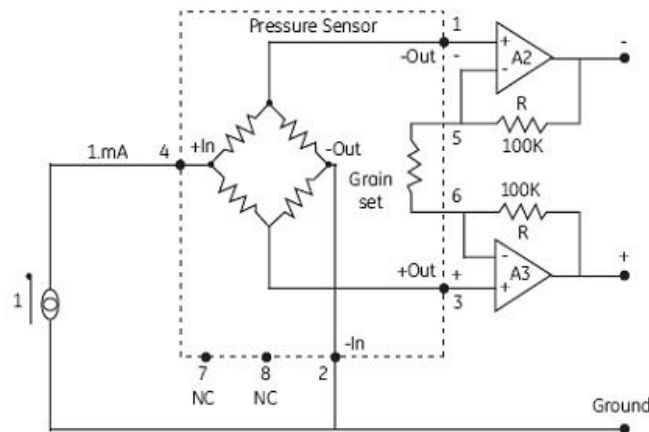 Pressure Sensor
1
-Out
-
+
-
A2
R
100K
5
1.mA
4
+In
-Out
Grain
set
6
100K
R
-
+
A3
+Out
+
3
-
+
1
-In
7
8
2
NC
NC
Ground